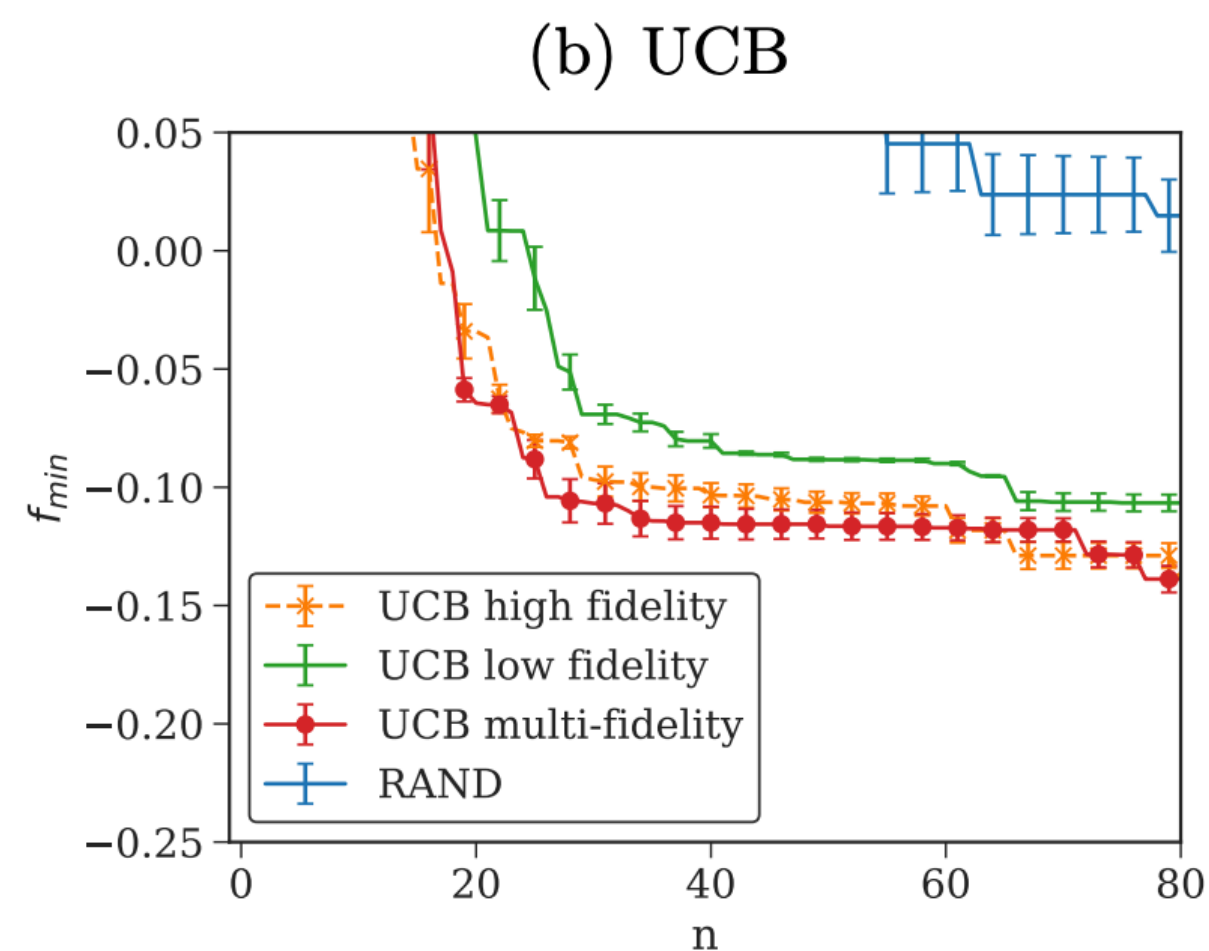 (b) UCB
0.05
0.00
−0.05
−0.10
−0.15
−0.20
−0.25
f_min
UCB high fidelity
UCB low fidelity
UCB multi-fidelity
RAND
0 20 40 60 80
n